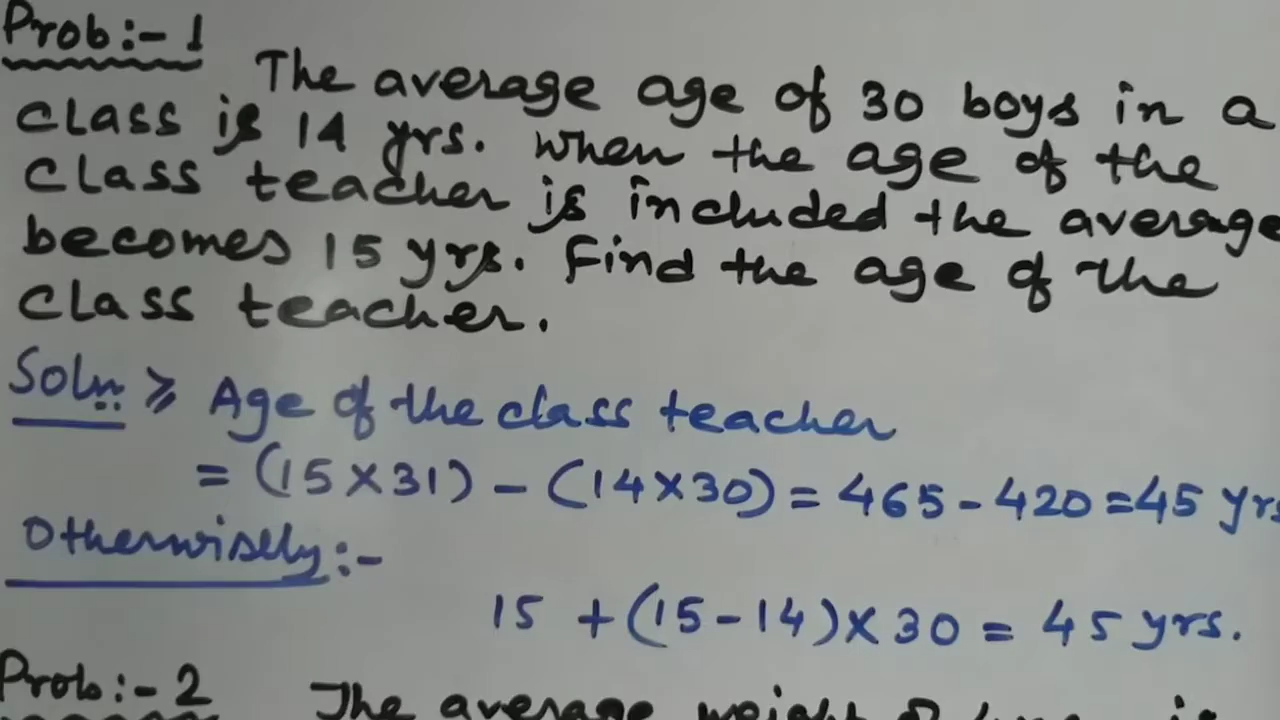 Prob:- 1
The average age of 30 boys in a
class is 14 yrs. When the age of the
class teacher is included the average
becomes 15 yrs. Find the age of the
class teacher.
Soln:> Age of the class teacher
= (15×31) - (14×30) = 465 - 420 = 45 yrs
Otherwisely:-
15 + (15-14)×30 = 45 yrs.
Prob:- 2 The average weight of